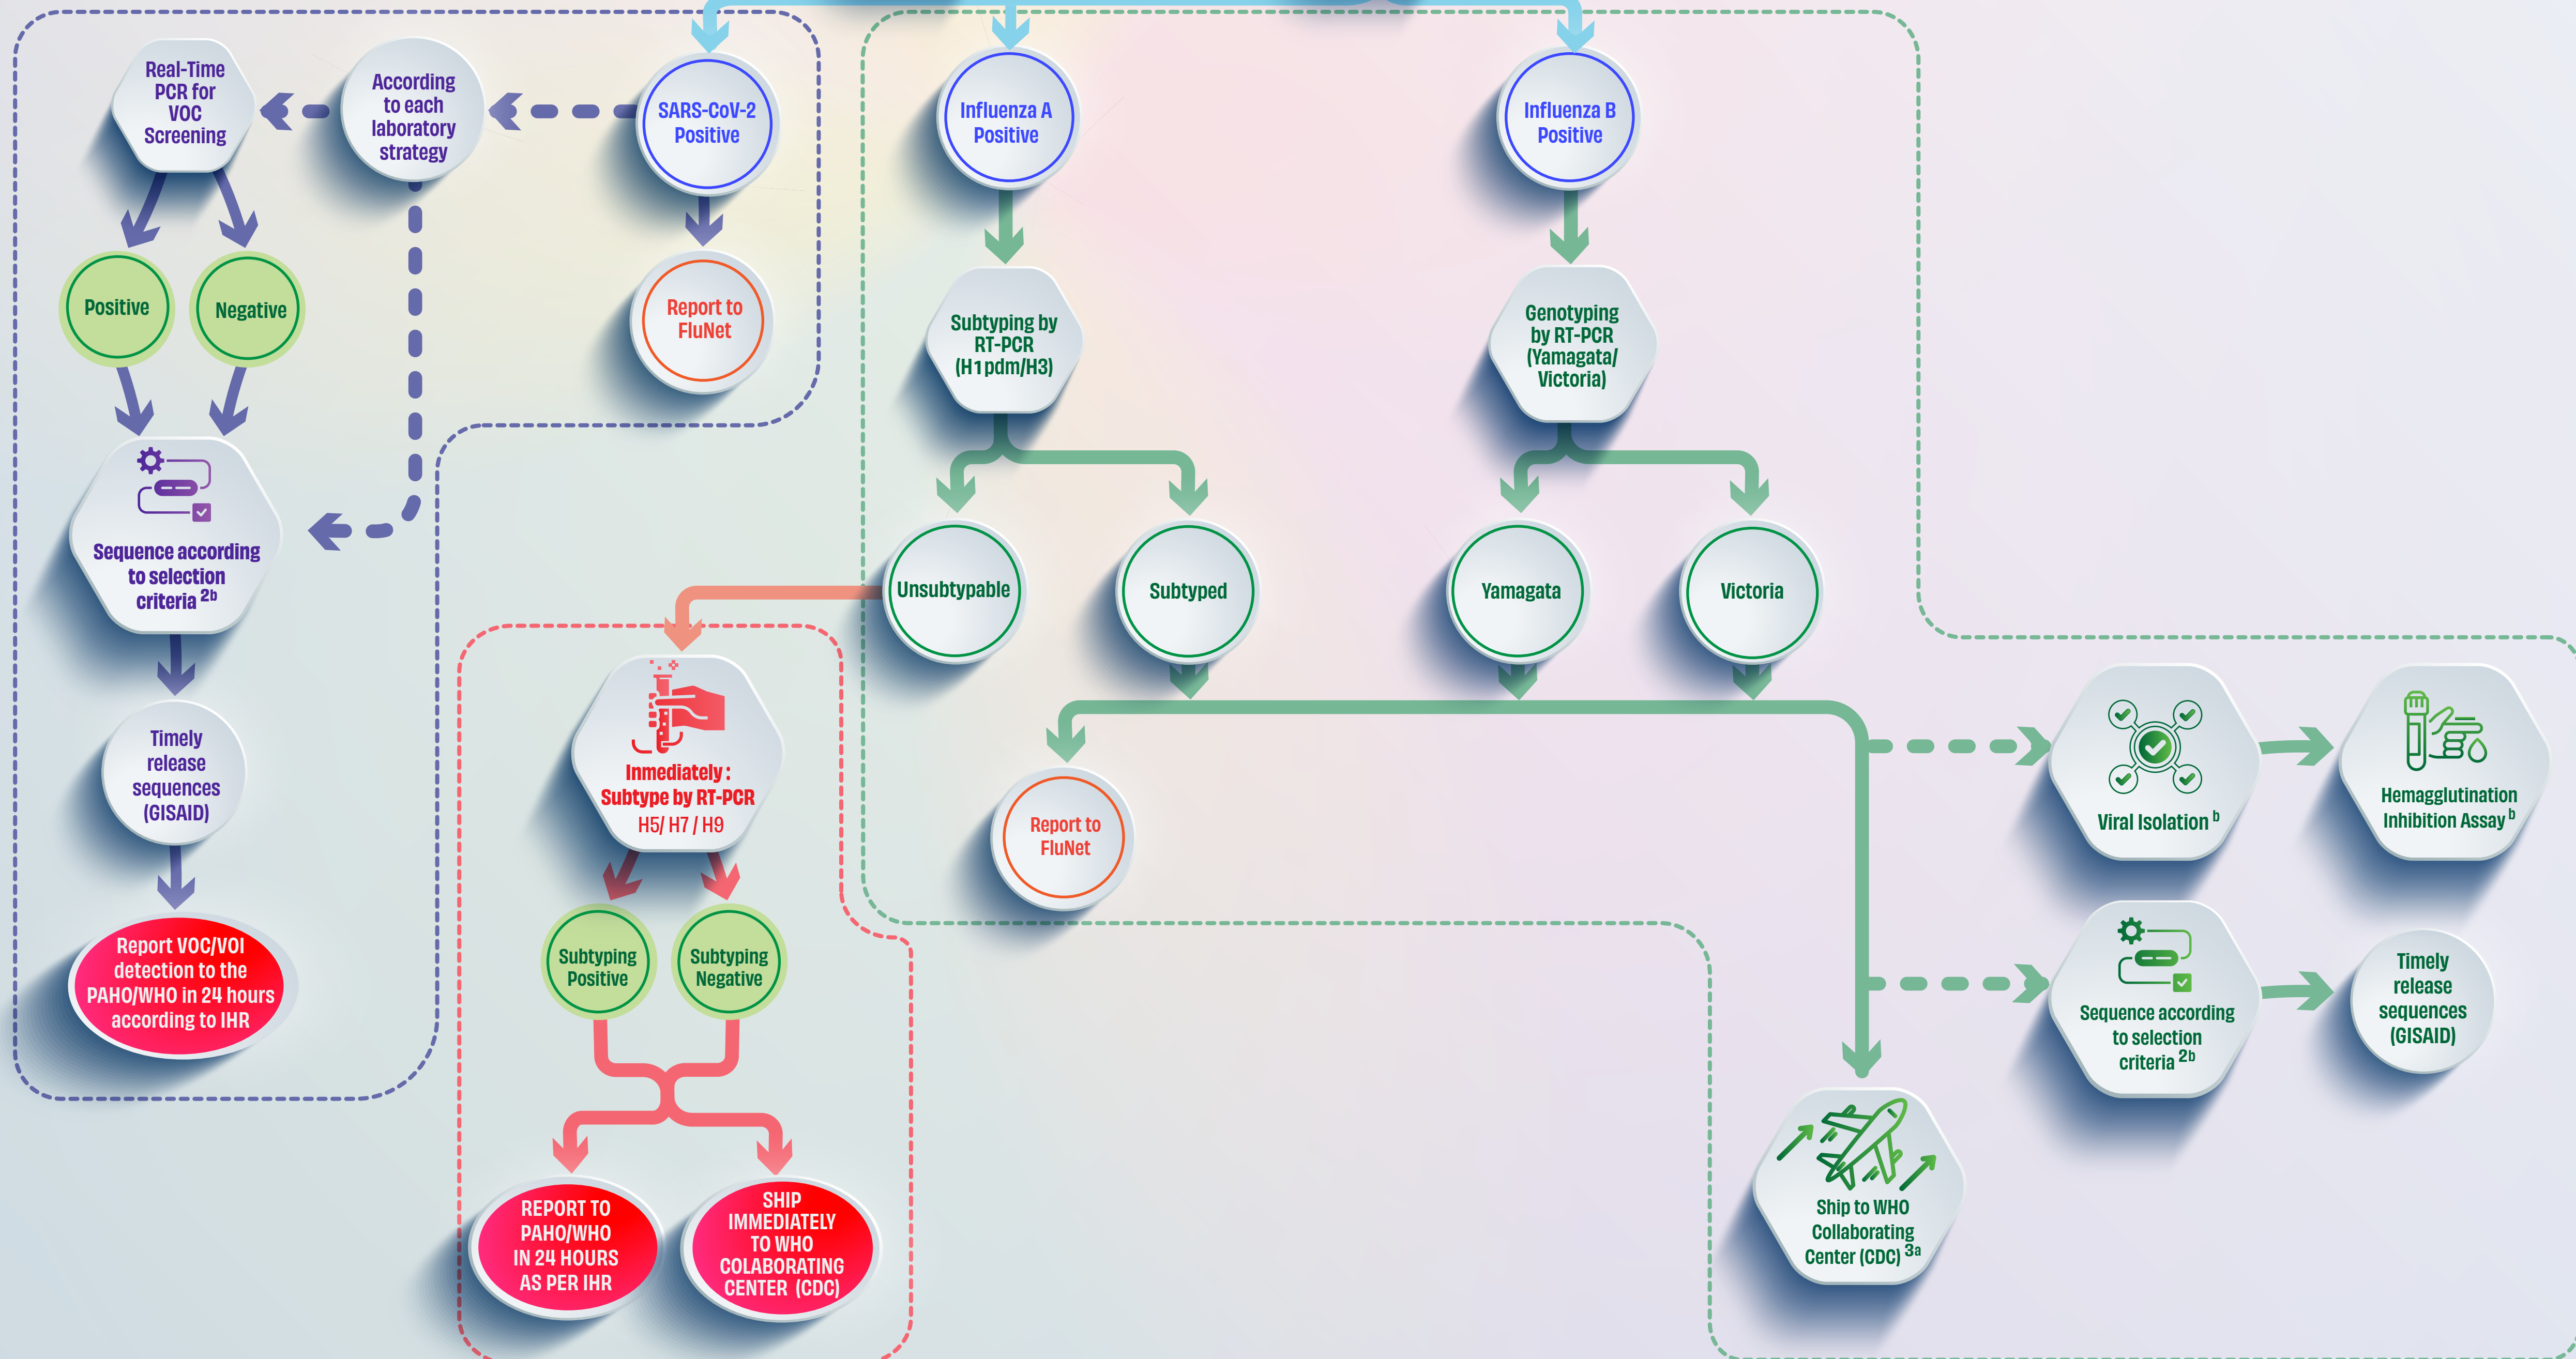 Real-Time
PCR for
VOC
Screening
According
to each
laboratory
strategy
SARS-CoV-2
Positive
Influenza A
Positive
Influenza B
Positive
Positive
Negative
Report to
FluNet
Subtyping by
RT-PCR
(H1pdm/H3)
Genotyping
by RT-PCR
(Yamagata/
Victoria)
Sequence according
to selection
criteria 2b
Unsubtypable
Subtyped
Yamagata
Victoria
Timely
release
sequences
(GISAID)
Inmediately :
Subtype by RT-PCR
H5/ H7 / H9
Report to
FluNet
Viral Isolation b
Hemagglutination
Inhibition Assay b
Report VOC/VOI
detection to the
PAHO/WHO in 24 hours
according to IHR
Subtyping
Positive
Subtyping
Negative
Sequence according
to selection
criteria 2b
Timely
release
sequences
(GISAID)
REPORT TO
PAHO/WHO
IN 24 HOURS
AS PER IHR
SHIP
IMMEDIATELY
TO WHO
COLABORATING
CENTER (CDC)
Ship to WHO
Collaborating
Center (CDC) 3a